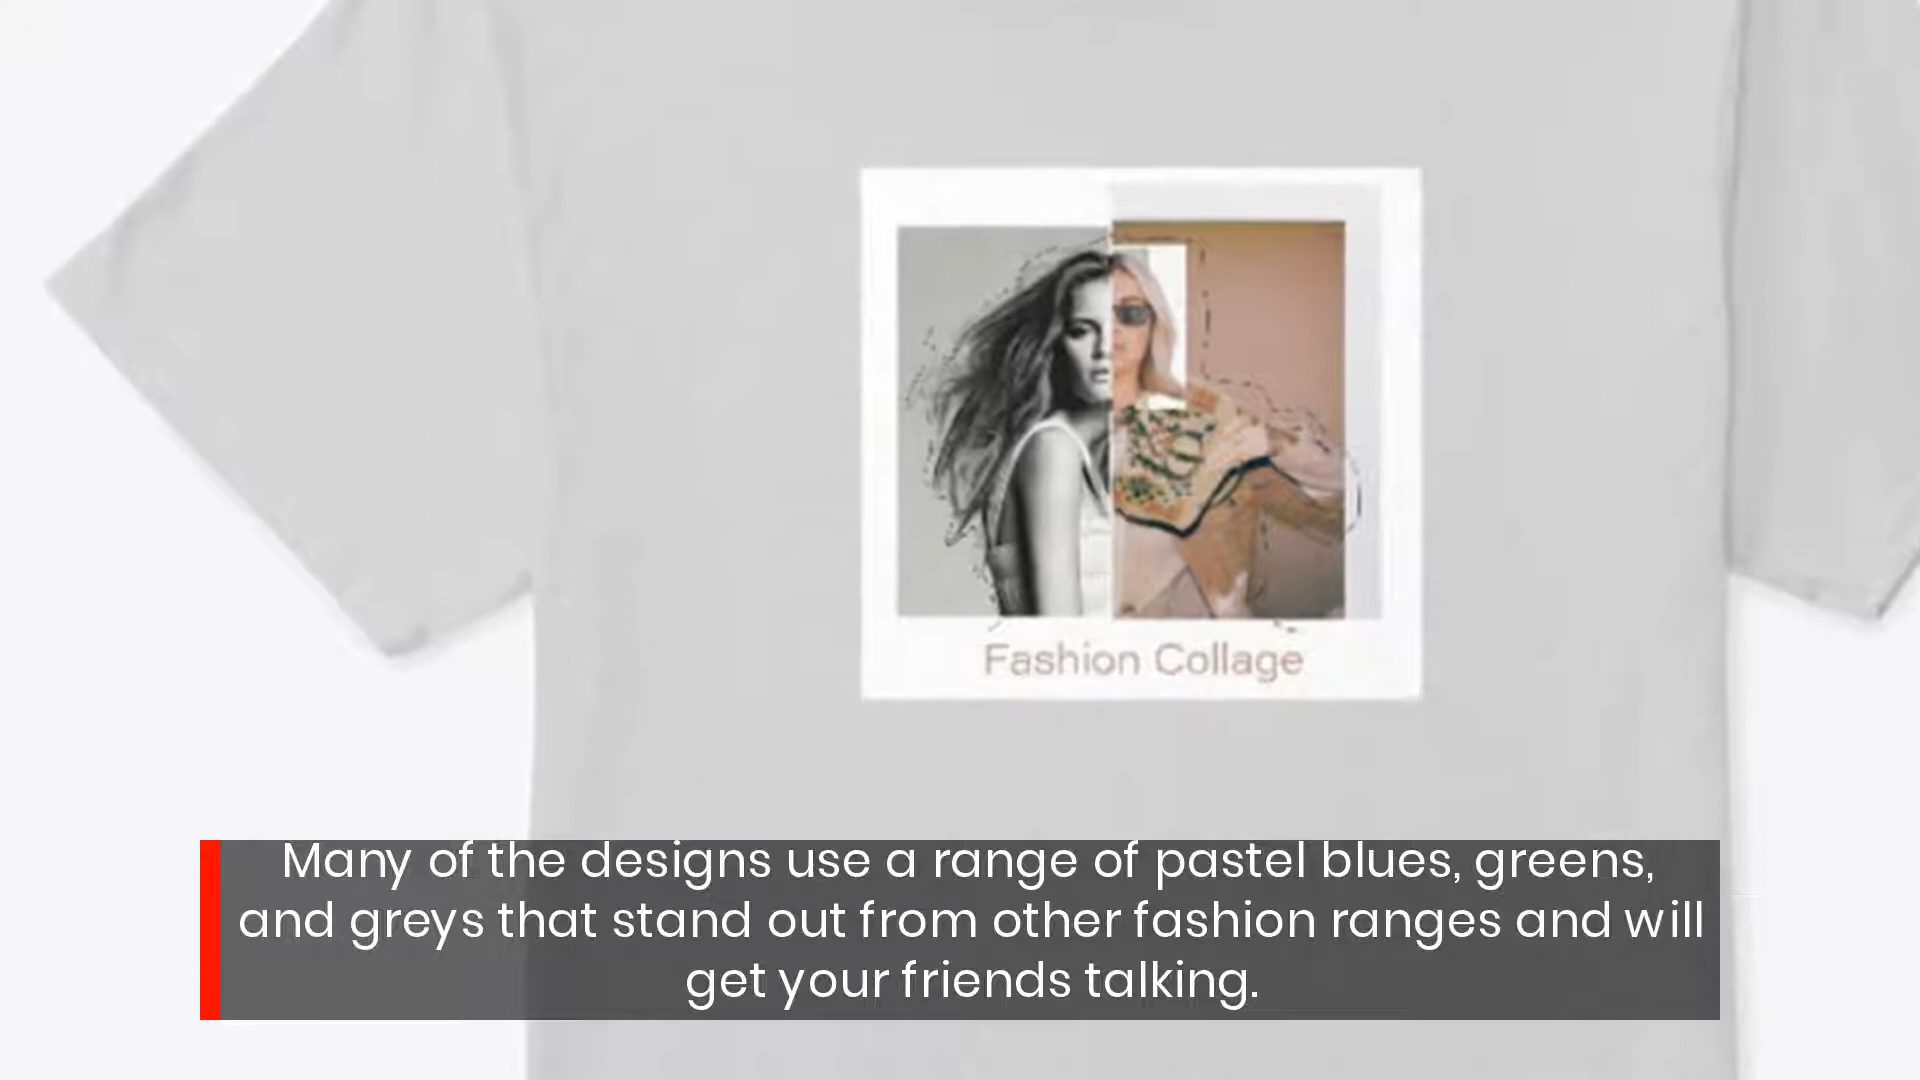 Fashion Collage
Many of the designs use a range of pastel blues, greens,
and greys that stand out from other fashion ranges and will
get your friends talking.